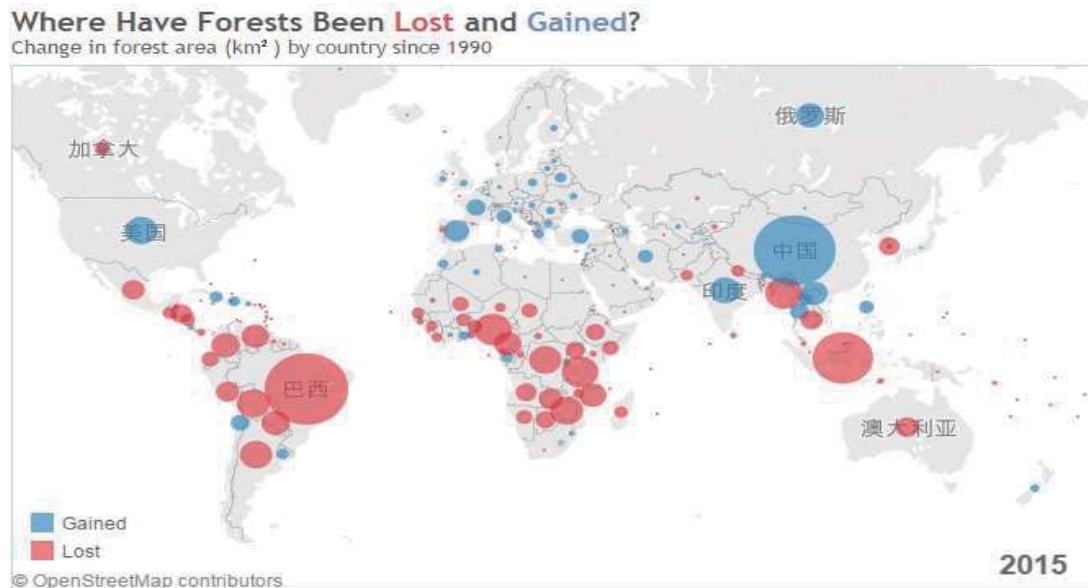 Where Have Forests Been Lost and Gained?
Change in forest area (km²) by country since 1990
俄罗斯
加拿大
美国
中国
印度
巴西
澳大利亚
Gained
Lost
2015
© OpenStreetMap contributors